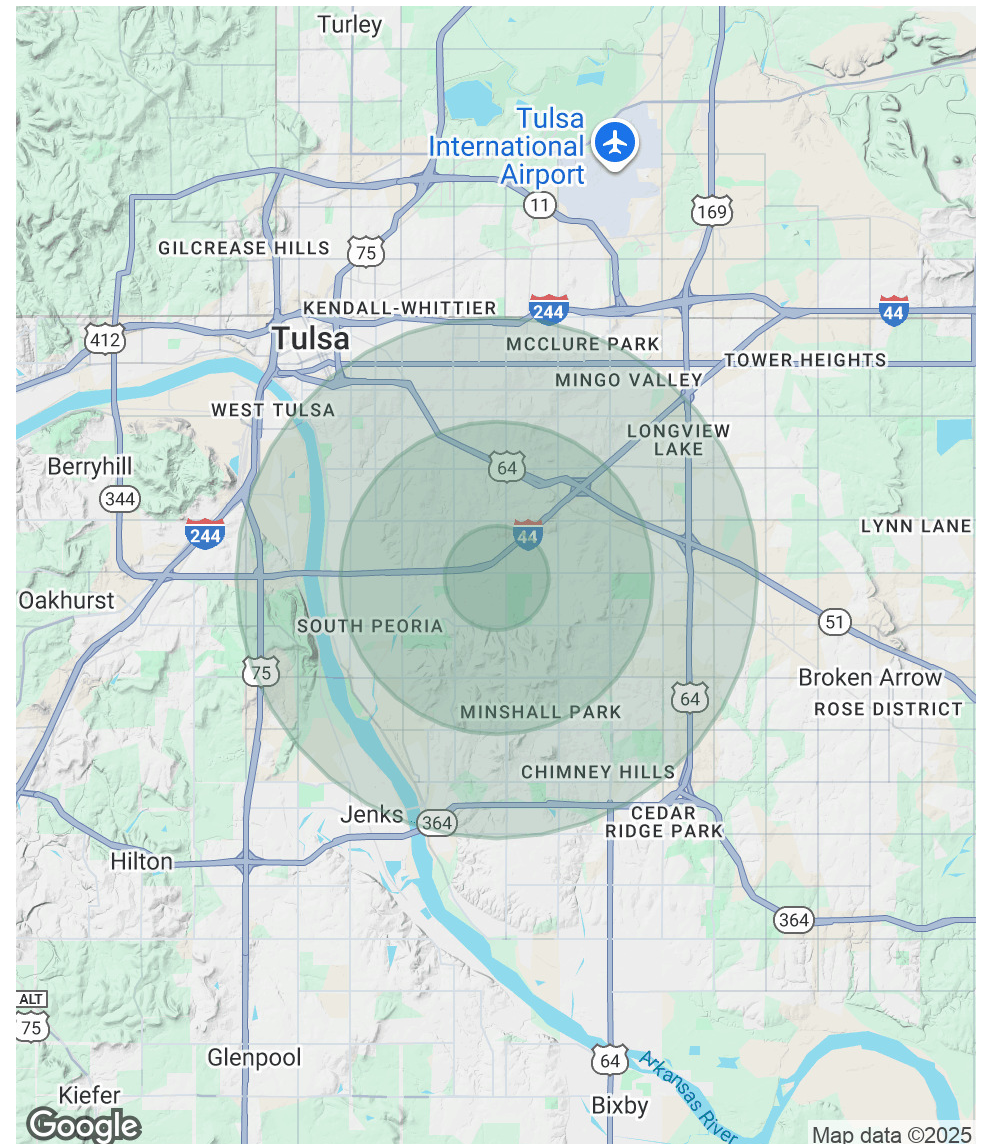 Turley
Tulsa
International
Airport
11
169
GILCREASE HILLS
75
KENDALL-WHITTIER
244
44
412
Tulsa
MCCLURE PARK
TOWER HEIGHTS
MINGO VALLEY
WEST TULSA
LONGVIEW
LAKE
Berryhill
64
344
244
44
LYNN LANE
Oakhurst
SOUTH PEORIA
51
75
Broken Arrow
64
ROSE DISTRICT
MINSHALL PARK
CHIMNEY HILLS
Jenks
364
CEDAR
RIDGE PARK
Hilton
364
ALT
75
Glenpool
64
Arkansas River
Kiefer
Bixby
Google
Map data ©2025